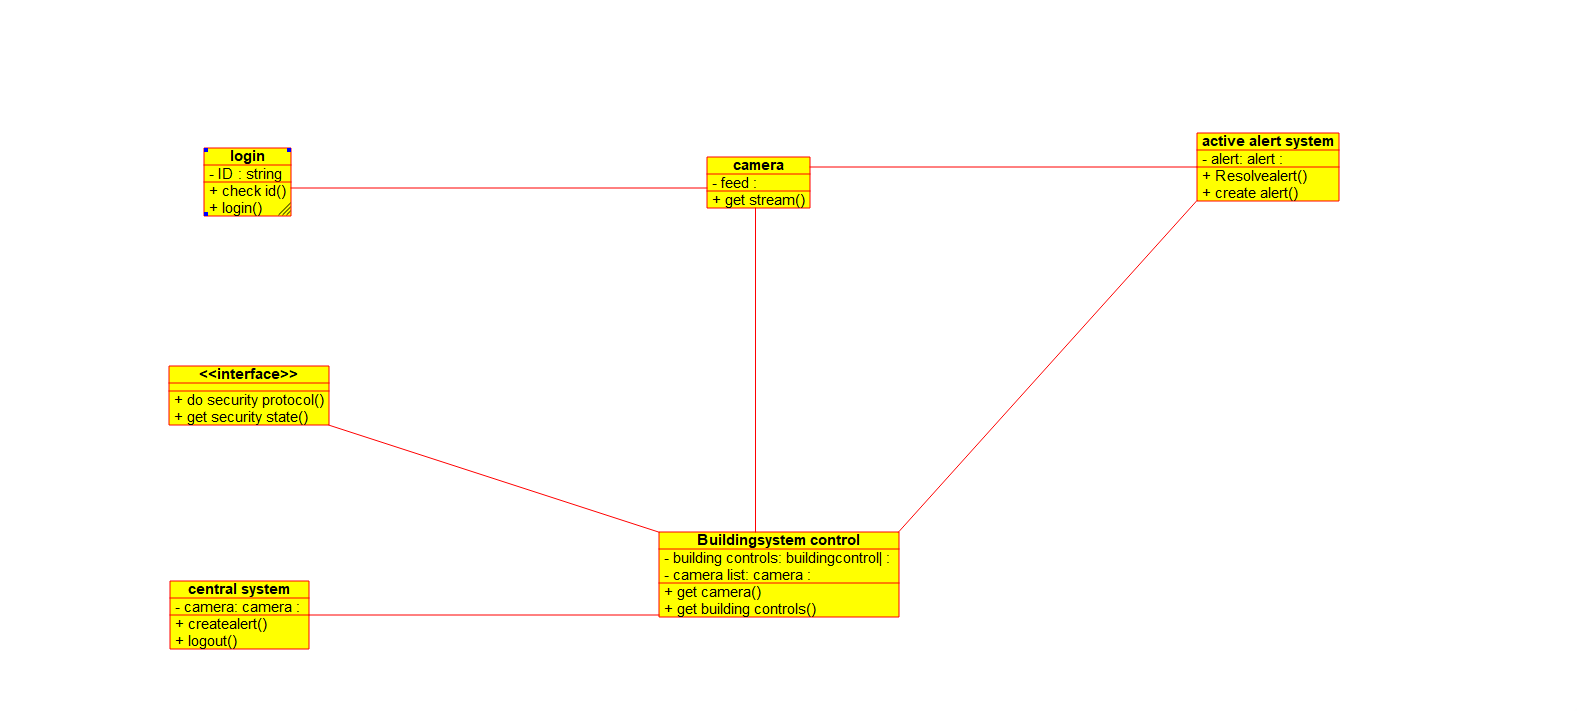 login
- ID : string
+ check id()
+ login()
camera
- feed :
+ get stream()
active alert system
- alert: alert :
+ Resolvealert()
+ create alert()
<<interface>>
+ do security protocol()
+ get security state()
Buildingsystem control
- building controls: buildingcontrol| :
- camera list: camera :
+ get camera()
+ get building controls()
central system
- camera: camera :
+ createalert()
+ logout()